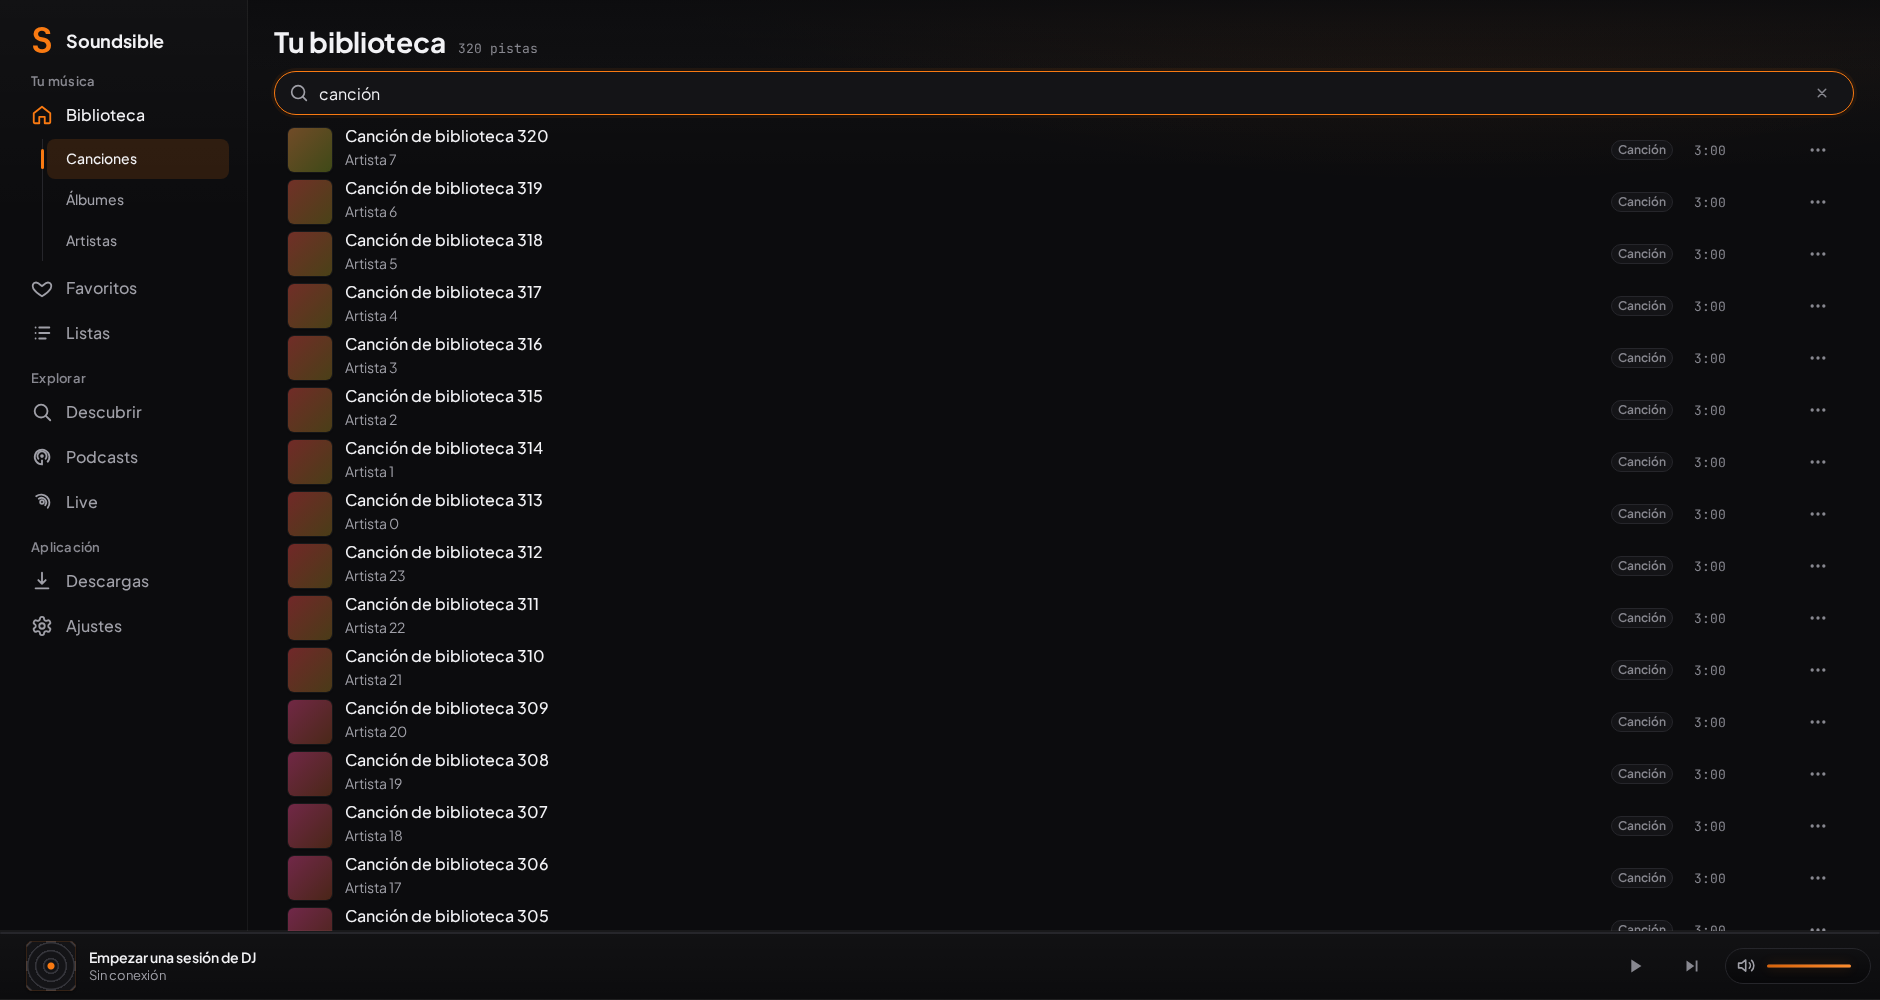 Soundsible
Tu música
Biblioteca
Canciones
Álbumes
Artistas
Favoritos
Listas
Explorar
Descubrir
Podcasts
Live
Aplicación
Descargas
Ajustes
Tu biblioteca 320 pistas
canción
Canción de biblioteca 320
Artista 7
Canción 3:00
Canción de biblioteca 319
Artista 6
Canción 3:00
Canción de biblioteca 318
Artista 5
Canción 3:00
Canción de biblioteca 317
Artista 4
Canción 3:00
Canción de biblioteca 316
Artista 3
Canción 3:00
Canción de biblioteca 315
Artista 2
Canción 3:00
Canción de biblioteca 314
Artista 1
Canción 3:00
Canción de biblioteca 313
Artista 0
Canción 3:00
Canción de biblioteca 312
Artista 23
Canción 3:00
Canción de biblioteca 311
Artista 22
Canción 3:00
Canción de biblioteca 310
Artista 21
Canción 3:00
Canción de biblioteca 309
Artista 20
Canción 3:00
Canción de biblioteca 308
Artista 19
Canción 3:00
Canción de biblioteca 307
Artista 18
Canción 3:00
Canción de biblioteca 306
Artista 17
Canción 3:00
Canción de biblioteca 305
Canción 3:00
Empezar una sesión de DJ
Sin conexión